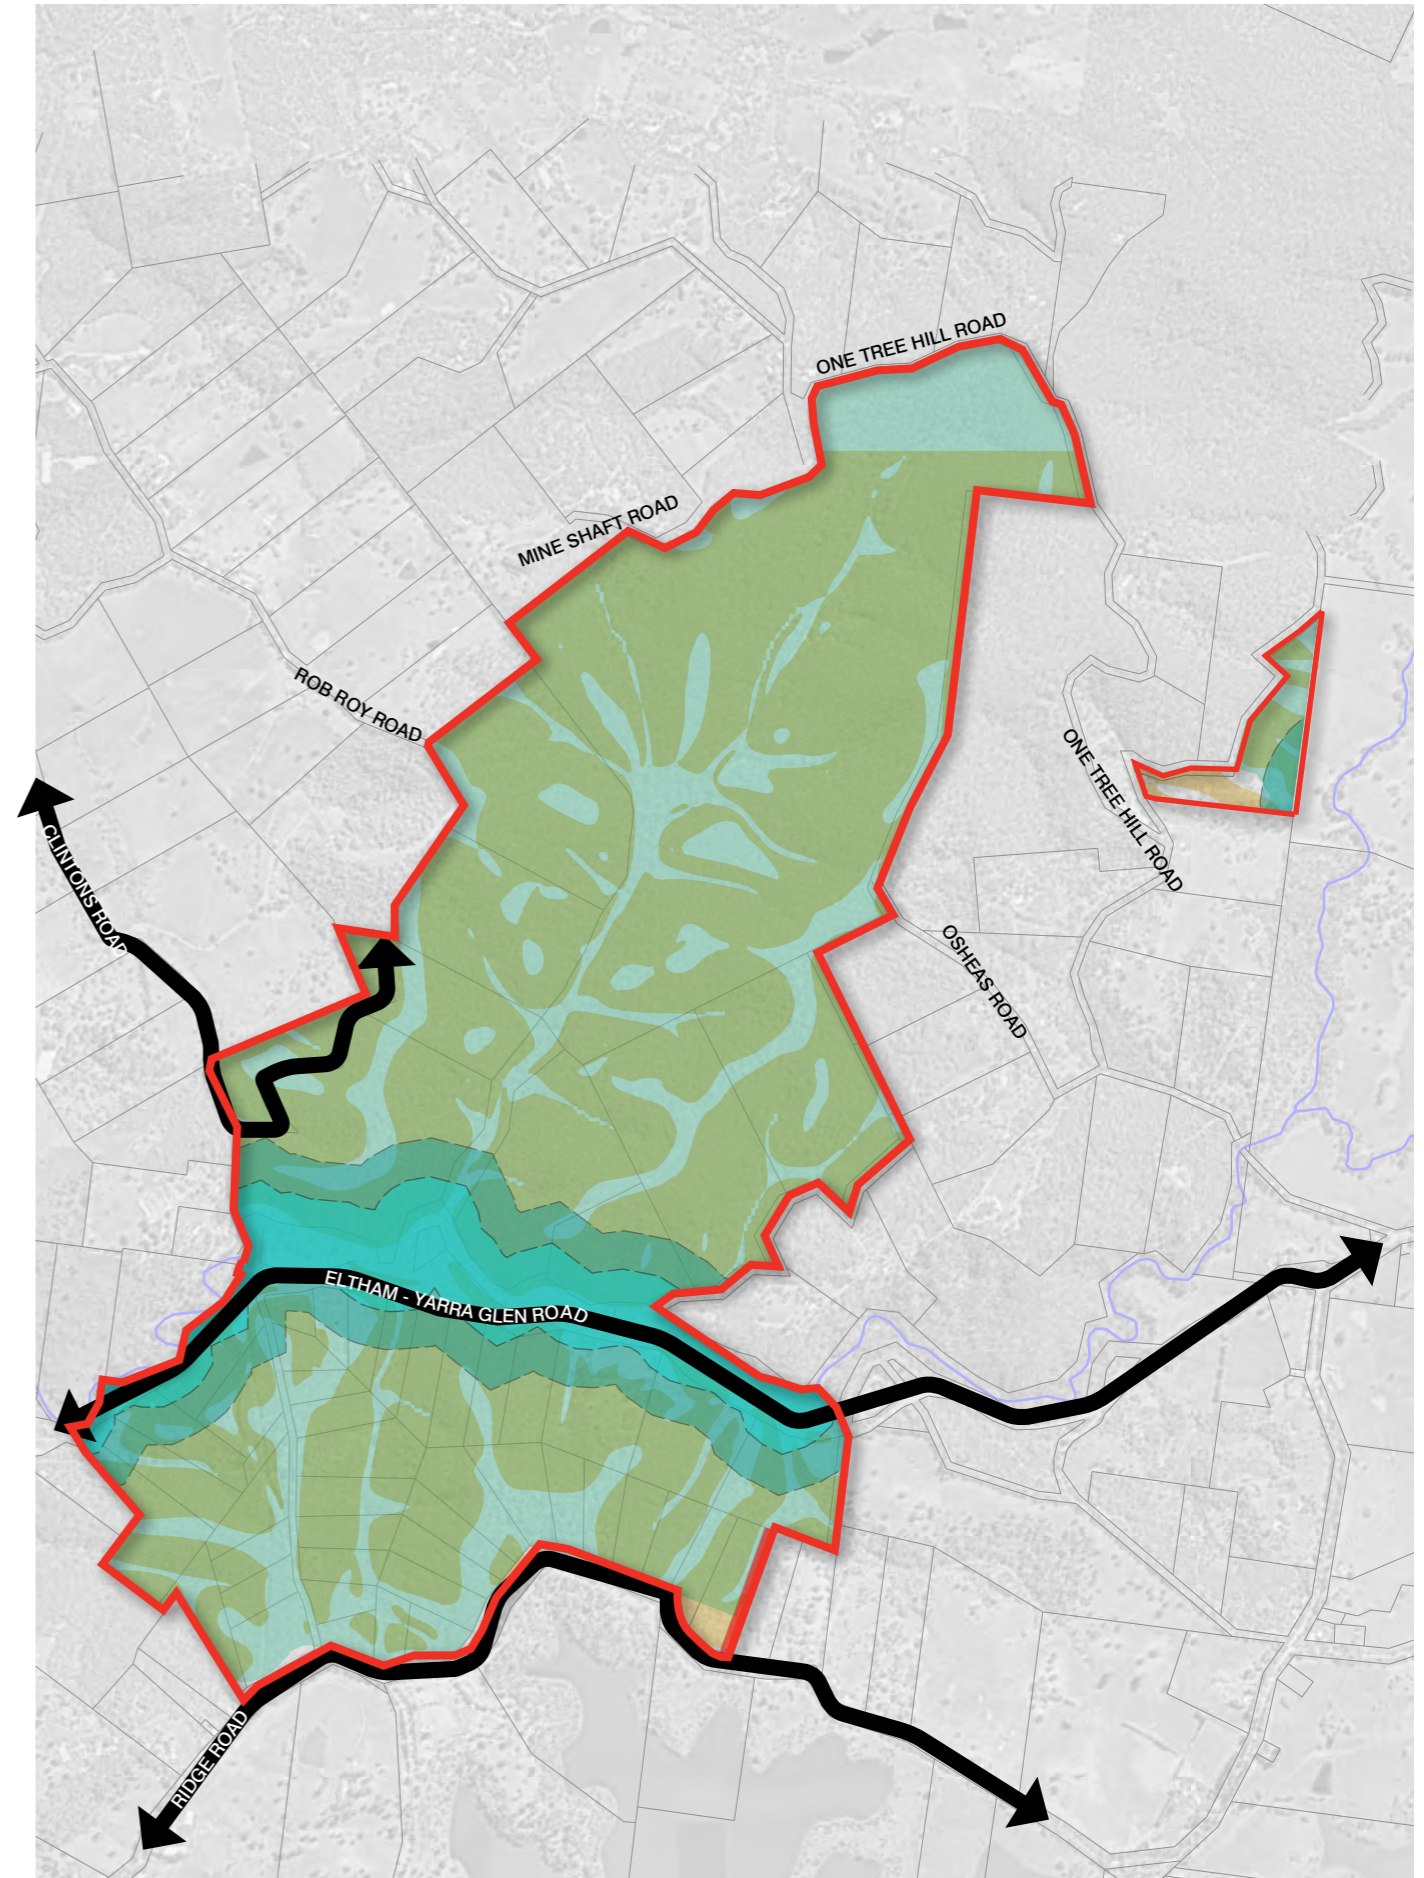 ONE TREE HILL ROAD
MINE SHAFT ROAD
ROB ROY ROAD
ONE TREE HILL ROAD
CLINTONS ROAD
OSHEAS ROAD
ELTHAM - YARRA GLEN ROAD
RIDGE ROAD